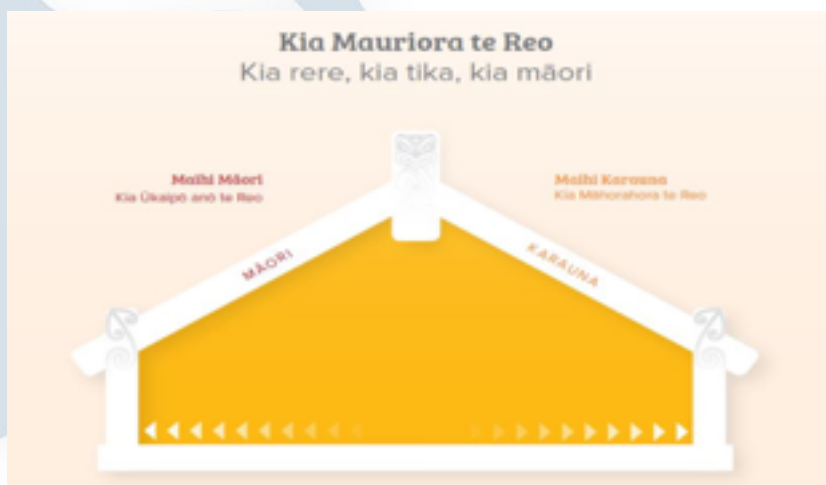 Kia Mauriora te Reo
Kia rere, kia tika, kia māori
Maihi Māori
Kia Ūkaipō anō te Reo
Maihi Karauna
Kia Māhorahora te Reo
MĀORI
KARAUNA